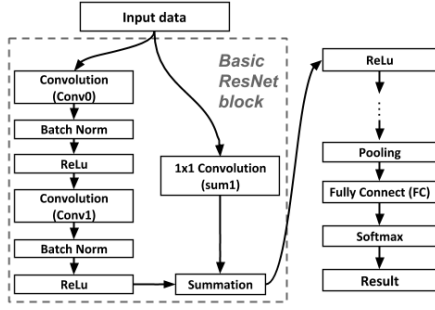 Input data
Basic
ResNet
block
Convolution
(Conv0)
Batch Norm
ReLu
Convolution
(Conv1)
Batch Norm
ReLu
1x1 Convolution
(sum1)
Summation
ReLu
Pooling
Fully Connect (FC)
Softmax
Result